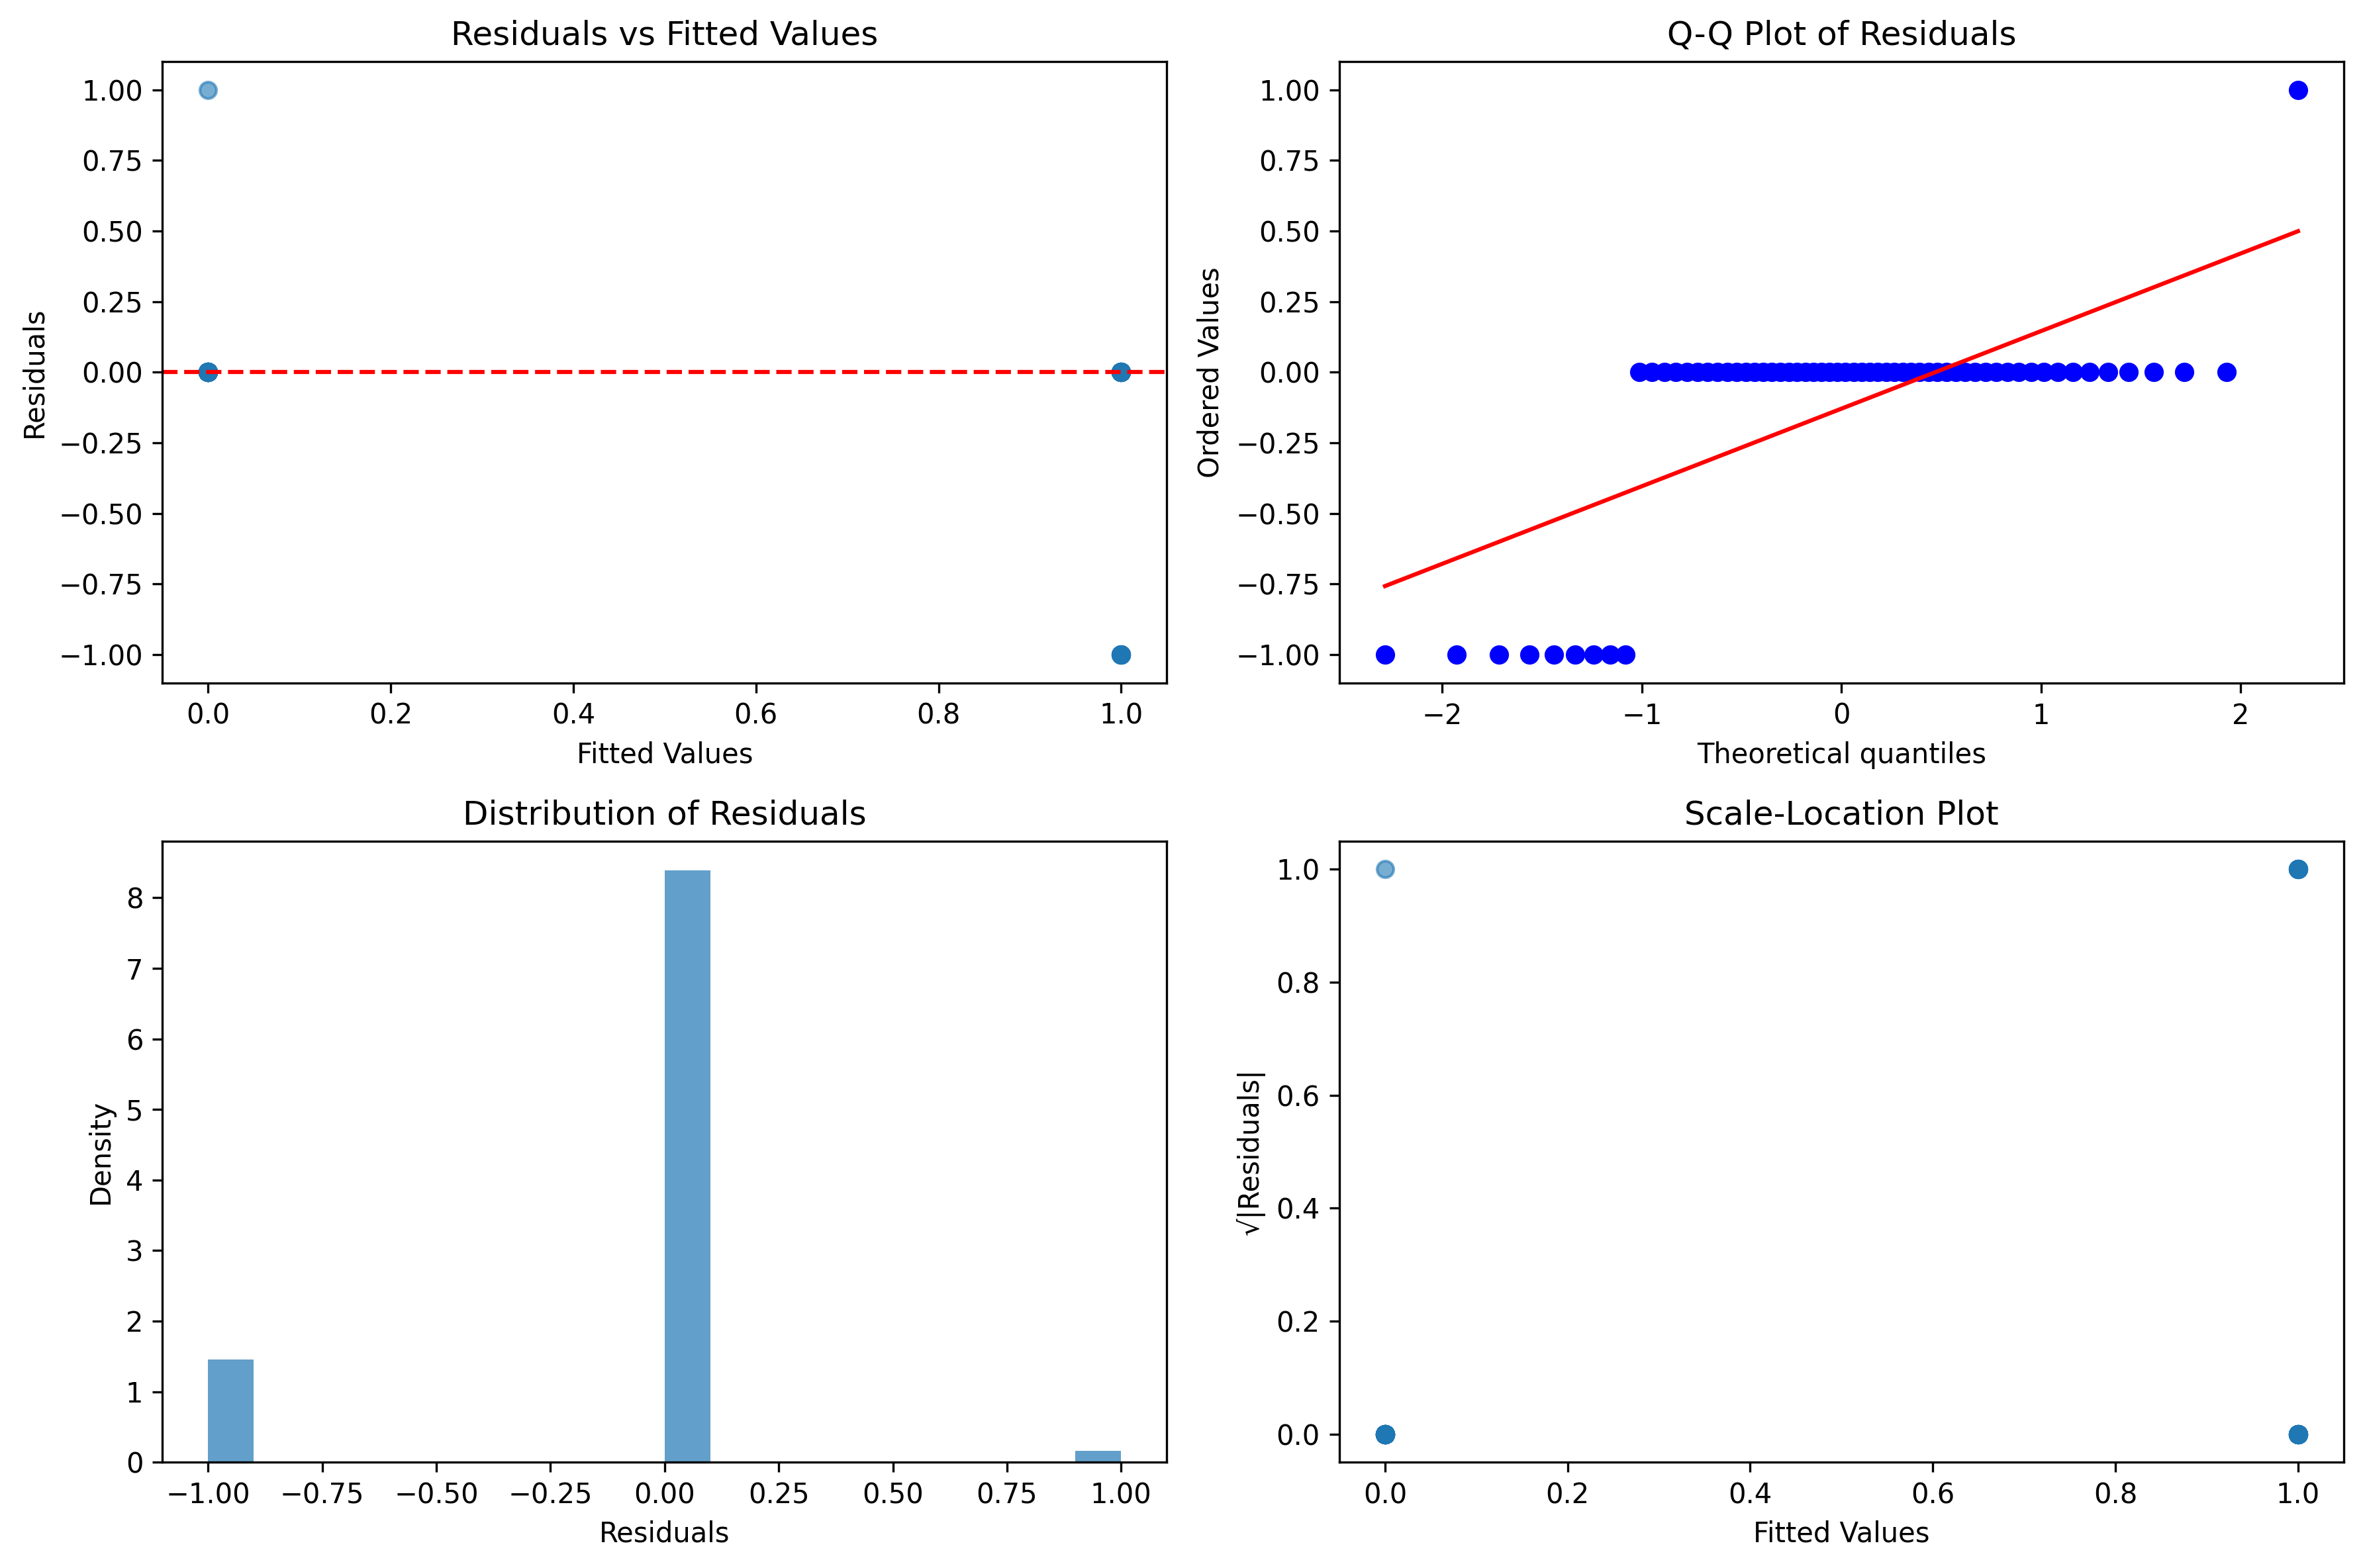 Residuals vs Fitted Values
1.00
0.75
0.50
0.25
0.00
−0.25
−0.50
−0.75
−1.00
Residuals
0.0 0.2 0.4 0.6 0.8 1.0
Fitted Values
Q-Q Plot of Residuals
1.00
0.75
0.50
0.25
0.00
−0.25
−0.50
−0.75
−1.00
Ordered Values
−2 −1 0 1 2
Theoretical quantiles
Distribution of Residuals
8
7
6
5
4
3
2
1
0
Density
−1.00 −0.75 −0.50 −0.25 0.00 0.25 0.50 0.75 1.00
Residuals
Scale-Location Plot
1.0
0.8
0.6
0.4
0.2
0.0
√|Residuals|
0.0 0.2 0.4 0.6 0.8 1.0
Fitted Values